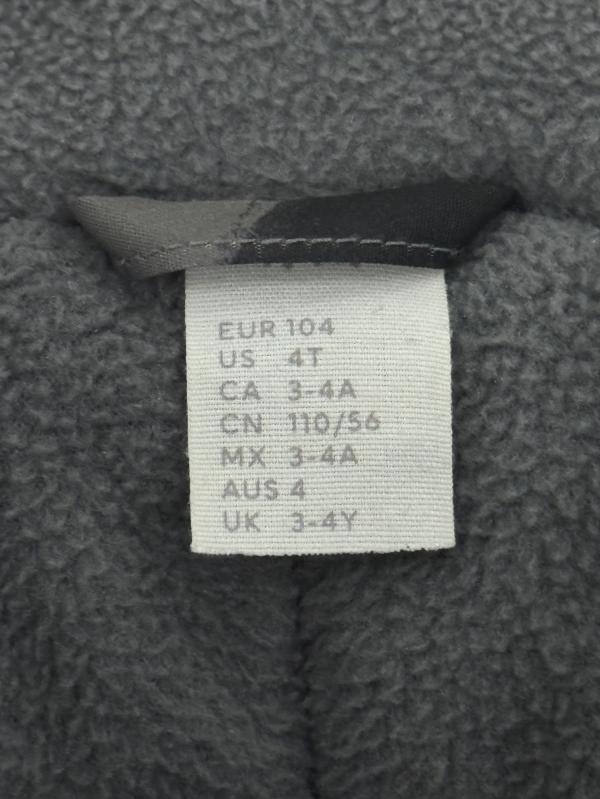 EUR 104
US 4T
CA 3-4A
CN 110/56
MX 3-4A
AUS 4
UK 3-4Y